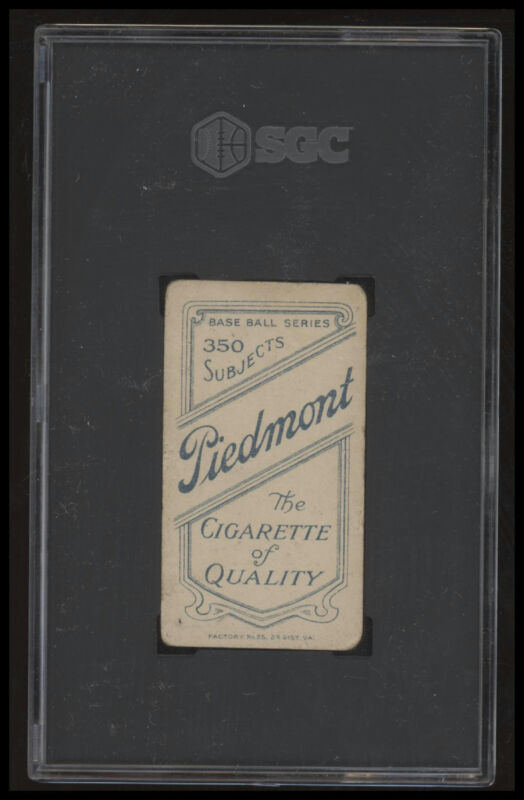 SGC
BASE BALL SERIES
350
SUBJECTS
Piedmont
The
CIGARETTE
of
QUALITY
FACTORY No 25, 2ND DIST. VA.